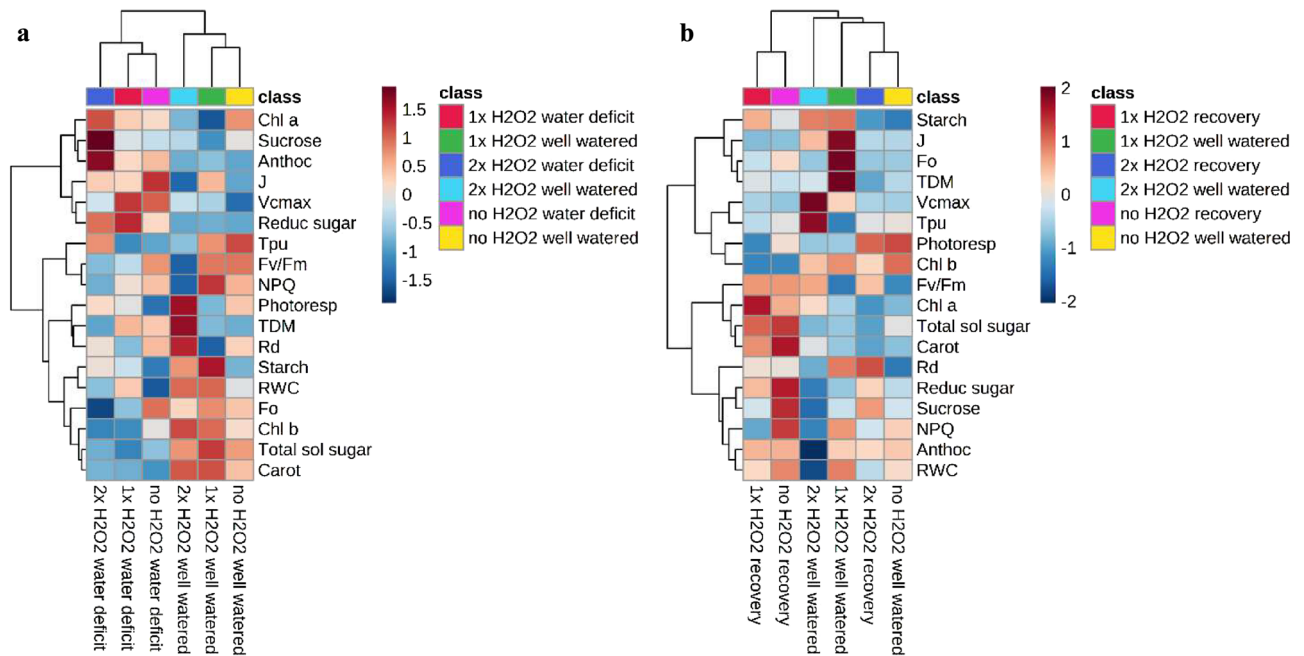 a
class
Chl a
Sucrose
Anthoc
J
Vcmax
Reduc sugar
Tpu
Fv/Fm
NPQ
Photoresp
TDM
Rd
Starch
RWC
Fo
Chl b
Total sol sugar
Carot
2x H2O2 water deficit
1x H2O2 water deficit
no H2O2 water deficit
2x H2O2 well watered
1x H2O2 well watered
no H2O2 well watered
1.5
1
0.5
0
-0.5
-1
-1.5
class
1x H2O2 water deficit
1x H2O2 well watered
2x H2O2 water deficit
2x H2O2 well watered
no H2O2 water deficit
no H2O2 well watered
b
class
Starch
J
Fo
TDM
Vcmax
Tpu
Photoresp
Chl b
Fv/Fm
Chl a
Total sol sugar
Carot
Rd
Reduc sugar
Sucrose
NPQ
Anthoc
RWC
1x H2O2 recovery
no H2O2 recovery
2x H2O2 well watered
1x H2O2 well watered
2x H2O2 recovery
no H2O2 well watered
2
1
0
-1
-2
class
1x H2O2 recovery
1x H2O2 well watered
2x H2O2 recovery
2x H2O2 well watered
no H2O2 recovery
no H2O2 well watered